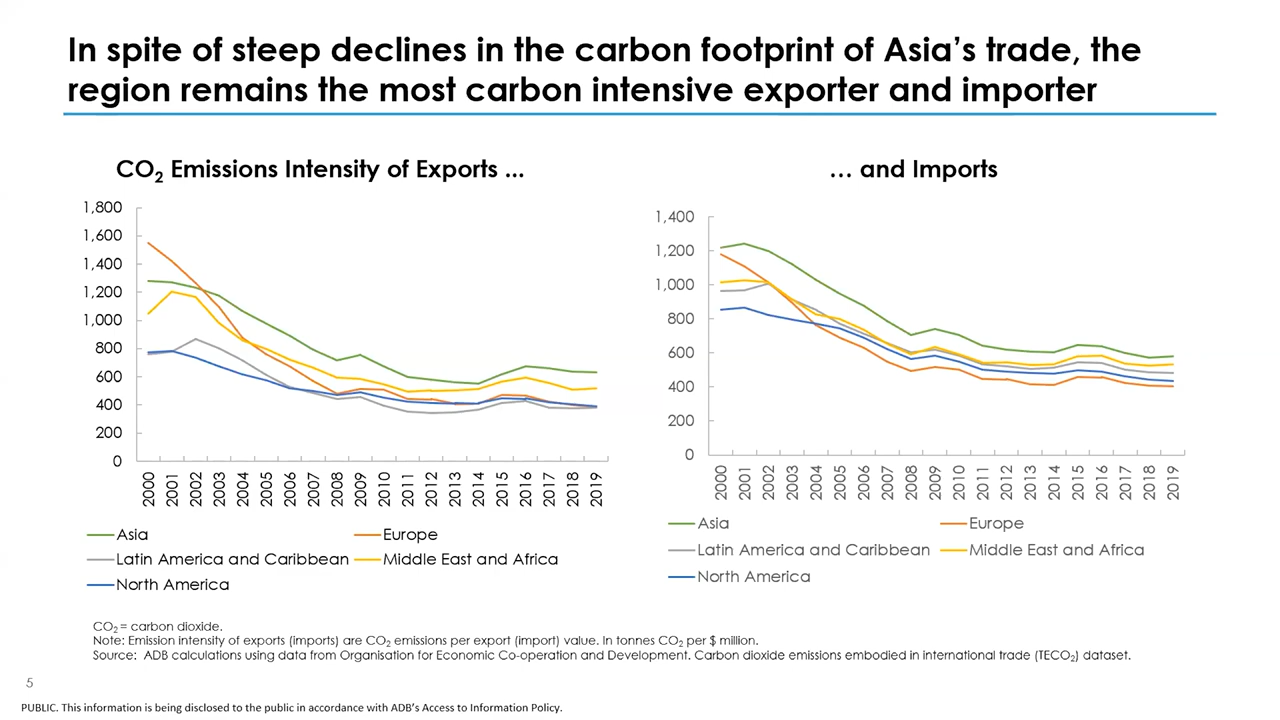 In spite of steep declines in the carbon footprint of Asia's trade, the
region remains the most carbon intensive exporter and importer
CO2 Emissions Intensity of Exports ...
1,800
1,600
1,400
1,200
1,000
800
600
400
200
0
2000 2001 2002 2003 2004 2005 2006 2007 2008 2009 2010 2011 2012 2013 2014 2015 2016 2017 2018 2019
Asia Europe
Latin America and Caribbean Middle East and Africa
North America
... and Imports
1,400
1,200
1,000
800
600
400
200
0
2000 2001 2002 2003 2004 2005 2006 2007 2008 2009 2010 2011 2012 2013 2014 2015 2016 2017 2018 2019
Asia Europe
Latin America and Caribbean Middle East and Africa
North America
CO2 = carbon dioxide.
Note: Emission intensity of exports (imports) are CO2 emissions per export (import) value. In tonnes CO2 per $ million.
Source: ADB calculations using data from Organisation for Economic Co-operation and Development. Carbon dioxide emissions embodied in international trade (TECO2) dataset.
5
PUBLIC. This information is being disclosed to the public in accordance with ADB's Access to Information Policy.